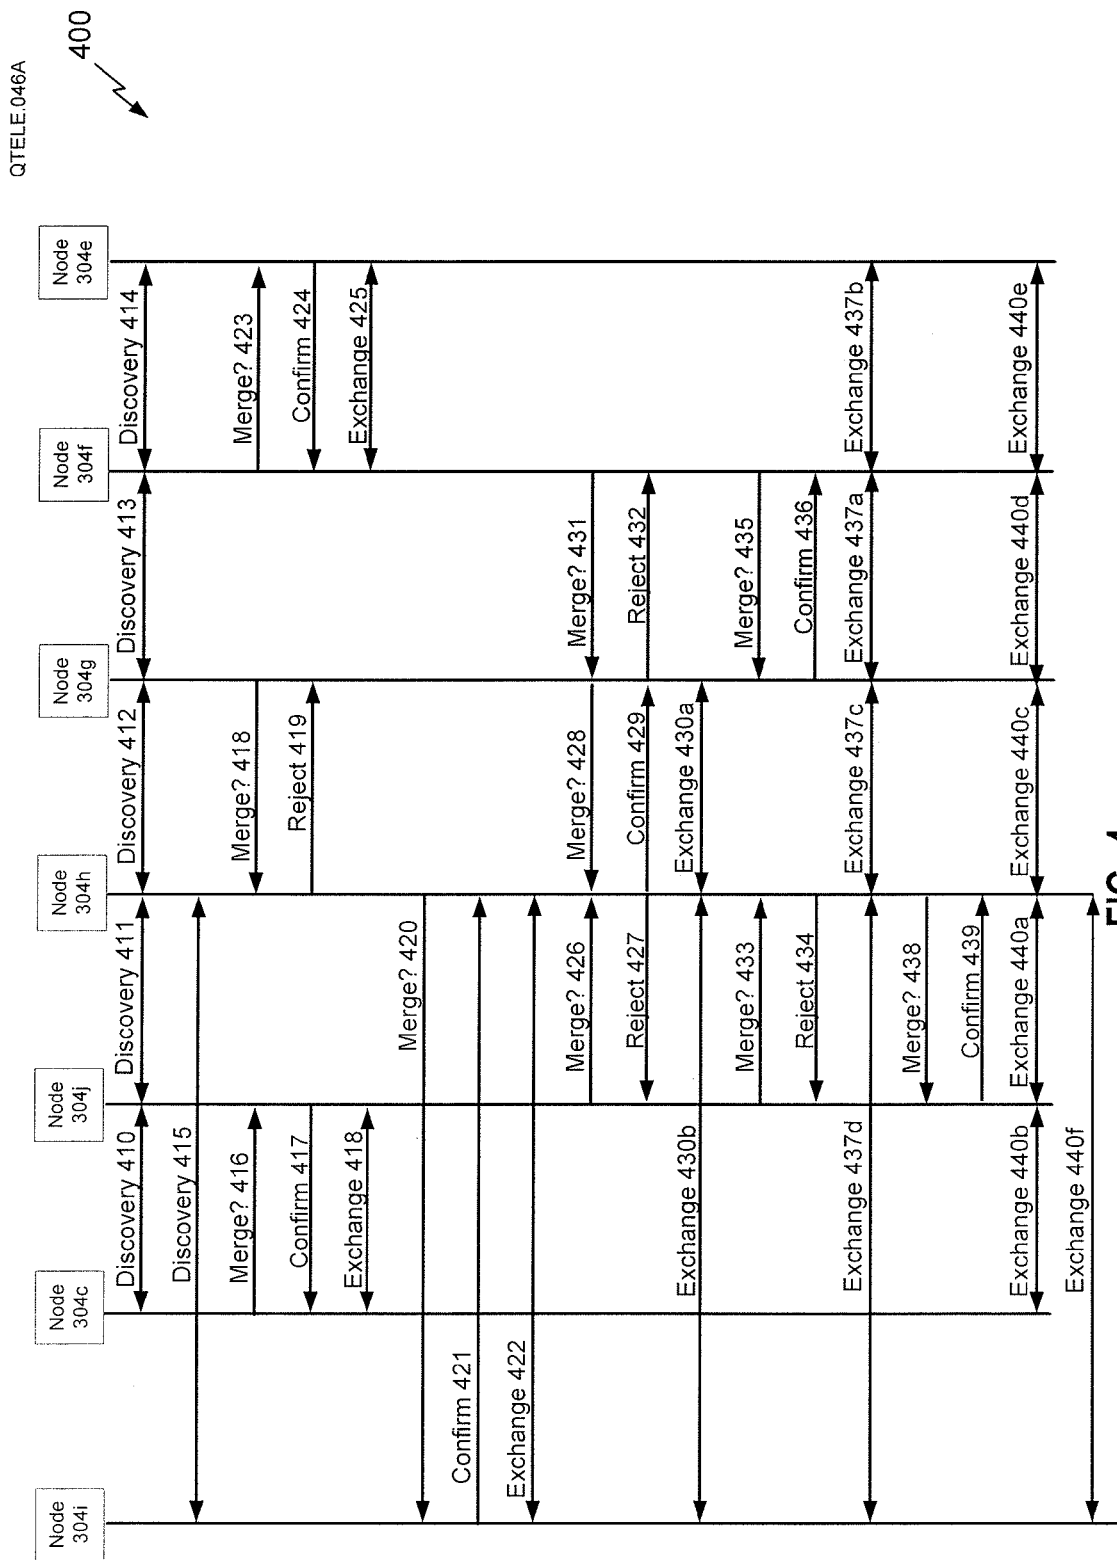 QTELE.046A
400
Node
304i
Node
304c
Node
304j
Node
304h
Node
304g
Node
304f
Node
304e
Discovery 410
Discovery 411
Discovery 412
Discovery 413
Discovery 414
Discovery 415
Merge? 416
Merge? 418
Merge? 423
Confirm 417
Reject 419
Confirm 424
Exchange 418
Exchange 425
Merge? 420
Confirm 421
Exchange 422
Merge? 426
Merge? 428
Merge? 431
Reject 427
Confirm 429
Reject 432
Exchange 430b
Exchange 430a
Merge? 433
Merge? 435
Reject 434
Confirm 436
Exchange 437d
Exchange 437c
Exchange 437a
Exchange 437b
Merge? 438
Confirm 439
Exchange 440b
Exchange 440a
Exchange 440c
Exchange 440d
Exchange 440e
Exchange 440f